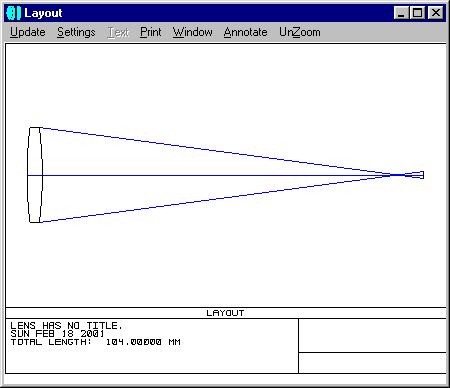 Layout
Update Settings Text Print Window Annotate UnZoom
LAYOUT
LENS HAS NO TITLE.
SUN FEB 18 2001
TOTAL LENGTH: 104.00000 MM